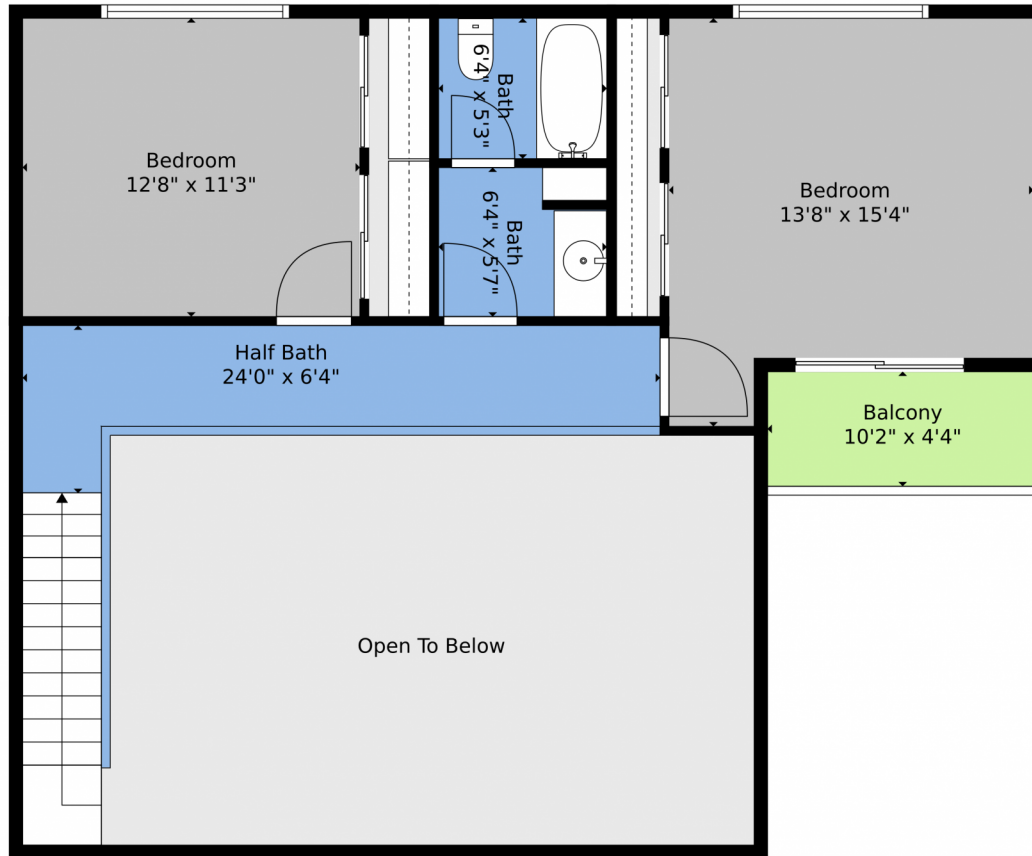 Bedroom
12'8" x 11'3"
Bath
6'4" x 5'3"
Bath
6'4" x 5'7"
Bedroom
13'8" x 15'4"
Half Bath
24'0" x 6'4"
Balcony
10'2" x 4'4"
Open To Below